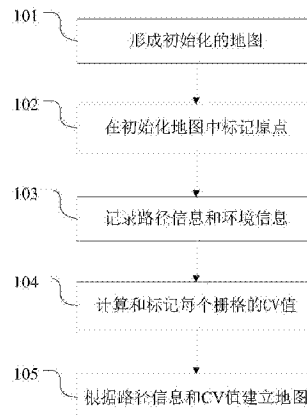 101
形成初始化的地图
102
在初始化地图中标记原点
103
记录路径信息和环境信息
104
计算和标记每个栅格的CV值
105
根据路径信息和CV值建立地图